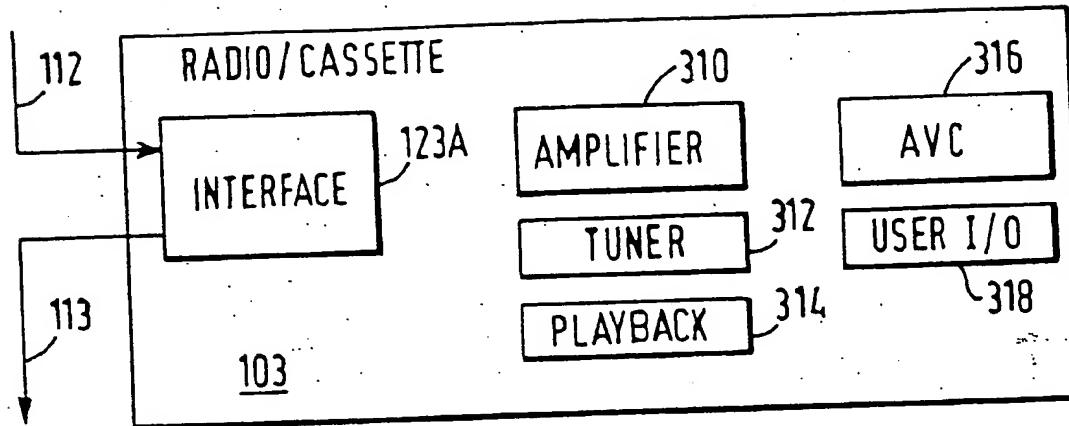 112
RADIO/CASSETTE
310
316
INTERFACE
123A
AMPLIFIER
AVC
TUNER
312
USER I/O
318
113
PLAYBACK
314
103